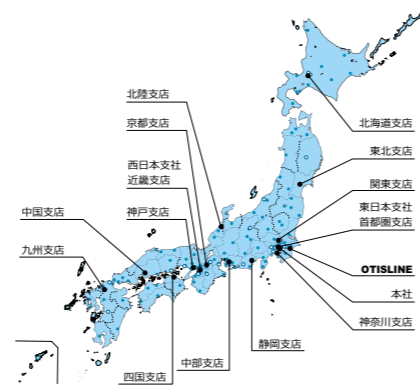 北陸支店
京都支店
西日本支社
近畿支店
中国支店
神戸支店
九州支店
北海道支店
東北支店
関東支店
東日本支社
首都圏支店
OTISLINE
本社
神奈川支店
静岡支店
中部支店
四国支店